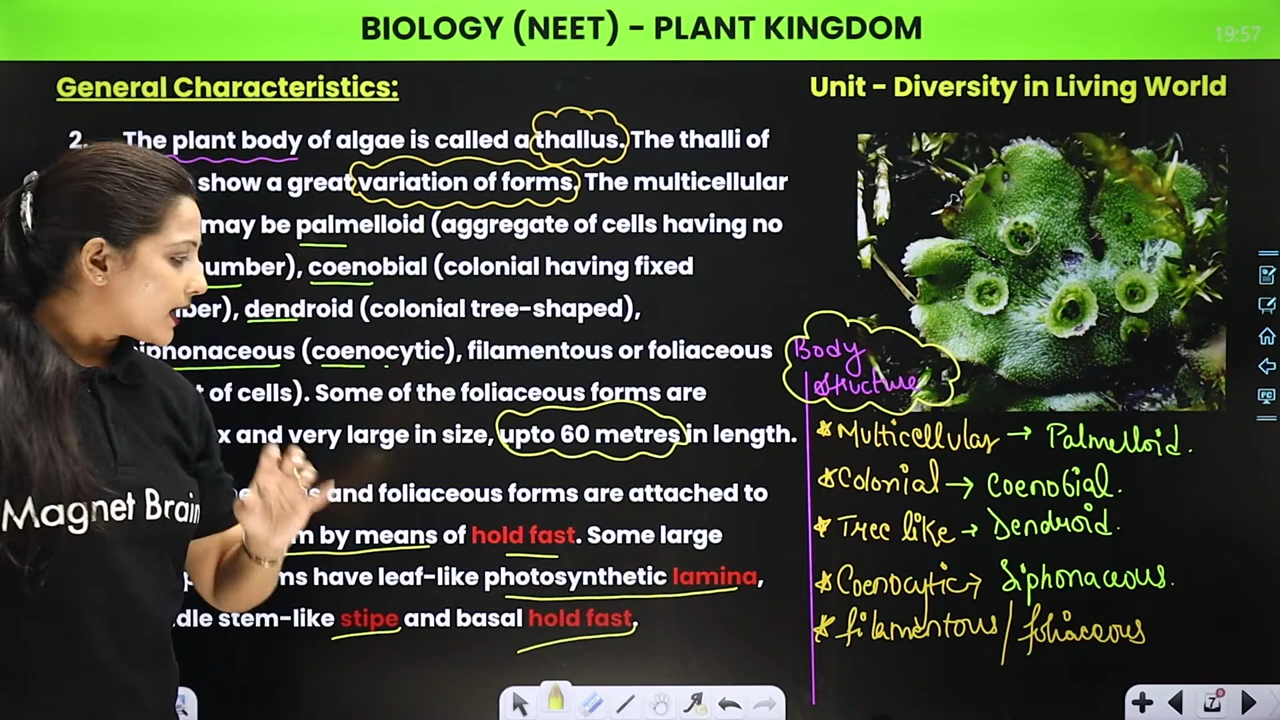 BIOLOGY (NEET) – PLANT KINGDOM
19:57
General Characteristics:
Unit – Diversity in Living World
2. The plant body of algae is called a thallus. The thalli of
show a great variation of forms. The multicellular
may be palmelloid (aggregate of cells having no
umber), coenobial (colonial having fixed
ber), dendroid (colonial tree-shaped),
iphonaceous (coenocytic), filamentous or foliaceous
of cells). Some of the foliaceous forms are
x and very large in size, upto 60 metres in length.
and foliaceous forms are attached to
m by means of hold fast. Some large
ms have leaf-like photosynthetic lamina,
dle stem-like stipe and basal hold fast,
Body
structure
* Multicellular → Palmelloid.
* Colonial → Coenobial.
* Tree like → Dendroid.
* Coenocytic → Siphonaceous.
* filamentous / foliaceous
Magnet Brain